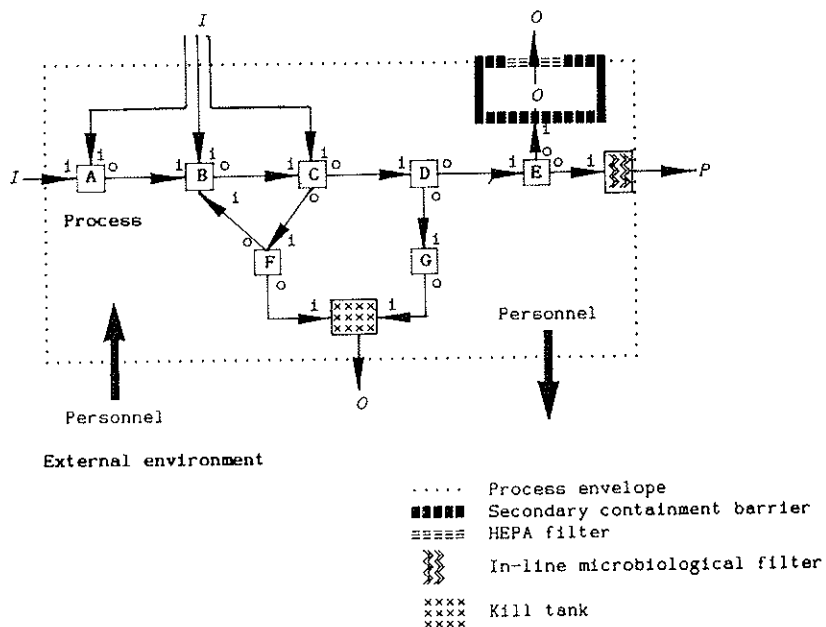 I
O
O
i
i i i i
I i A o i B o i C o i D o i E o i P
o
Process
i o i o i
o F G
o o
i i
Personnel
Personnel
O
External environment
Process envelope
Secondary containment barrier
HEPA filter
In-line microbiological filter
Kill tank